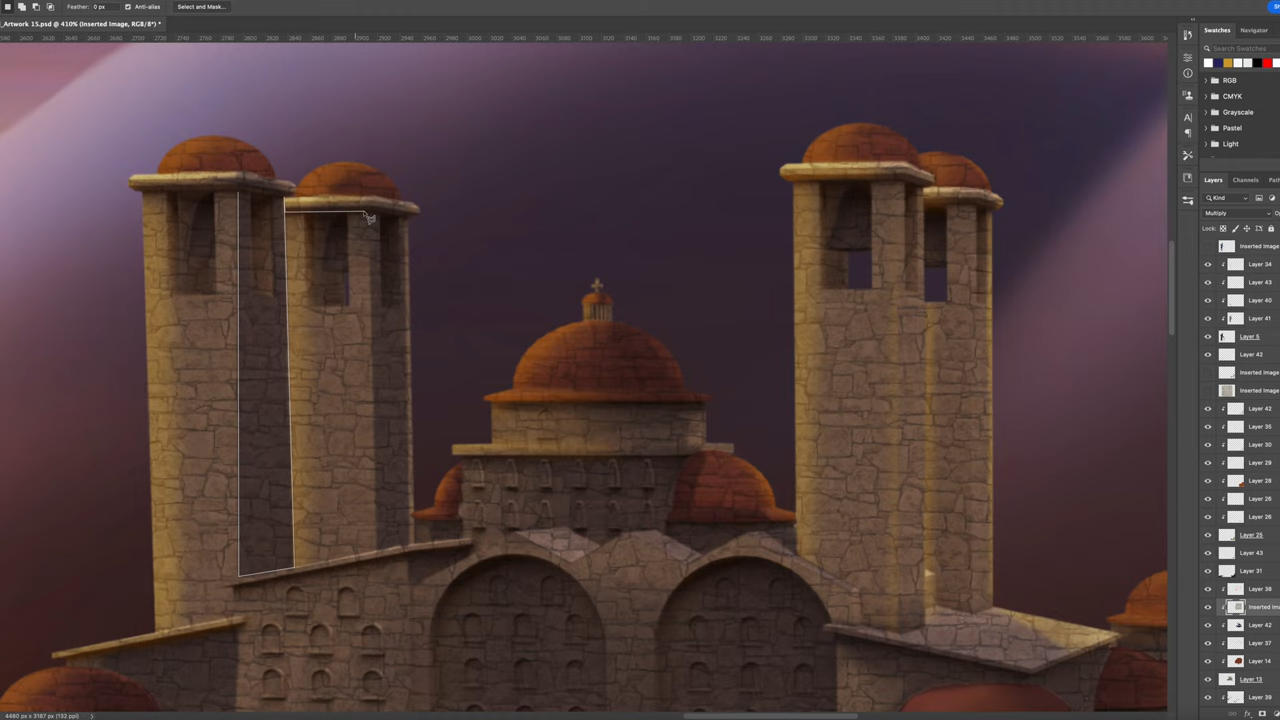 Feather: 0 px Anti-alias Select and Mask...
_Artwork 15.psd @ 410% (Inserted Image, RGB/8*) *
Swatches Navigator
Search Swatches
RGB
CMYK
Grayscale
Pastel
Light
Layers Channels
Kind
Multiply
Lock:
Inserted Image
Layer 34
Layer 43
Layer 40
Layer 41
Layer 5
Layer 42
Inserted Image
Inserted Image
Layer 42
Layer 35
Layer 30
Layer 29
Layer 28
Layer 26
Layer 26
Layer 25
Layer 43
Layer 31
Layer 38
Inserted
Layer 42
Layer 37
Layer 14
Layer 13
Layer 39
4480 px x 3187 px (132 ppi)